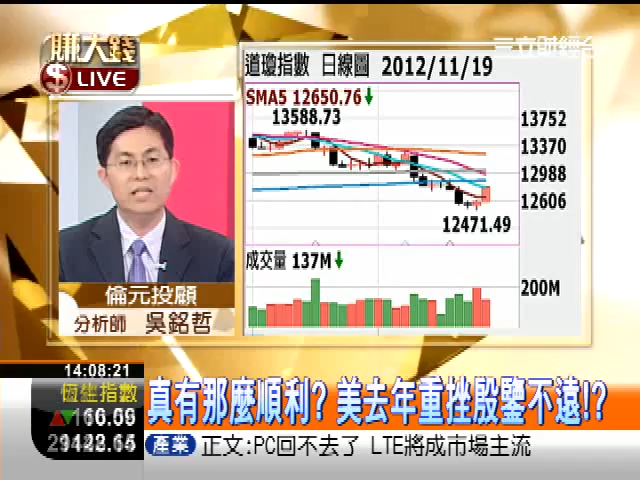 賺大錢
$ LIVE
三立財經台
道瓊指數 日線圖 2012/11/19
SMA5 12650.76↓
13588.73
13752
13370
12988
12606
12471.49
成交量 137M↓
200M
倫元投顧
分析師 吳銘哲
14:08:21
恆生指數
真有那麼順利? 美去年重挫殷鑒不遠!?
產業 正文:PC回不去了 LTE將成市場主流